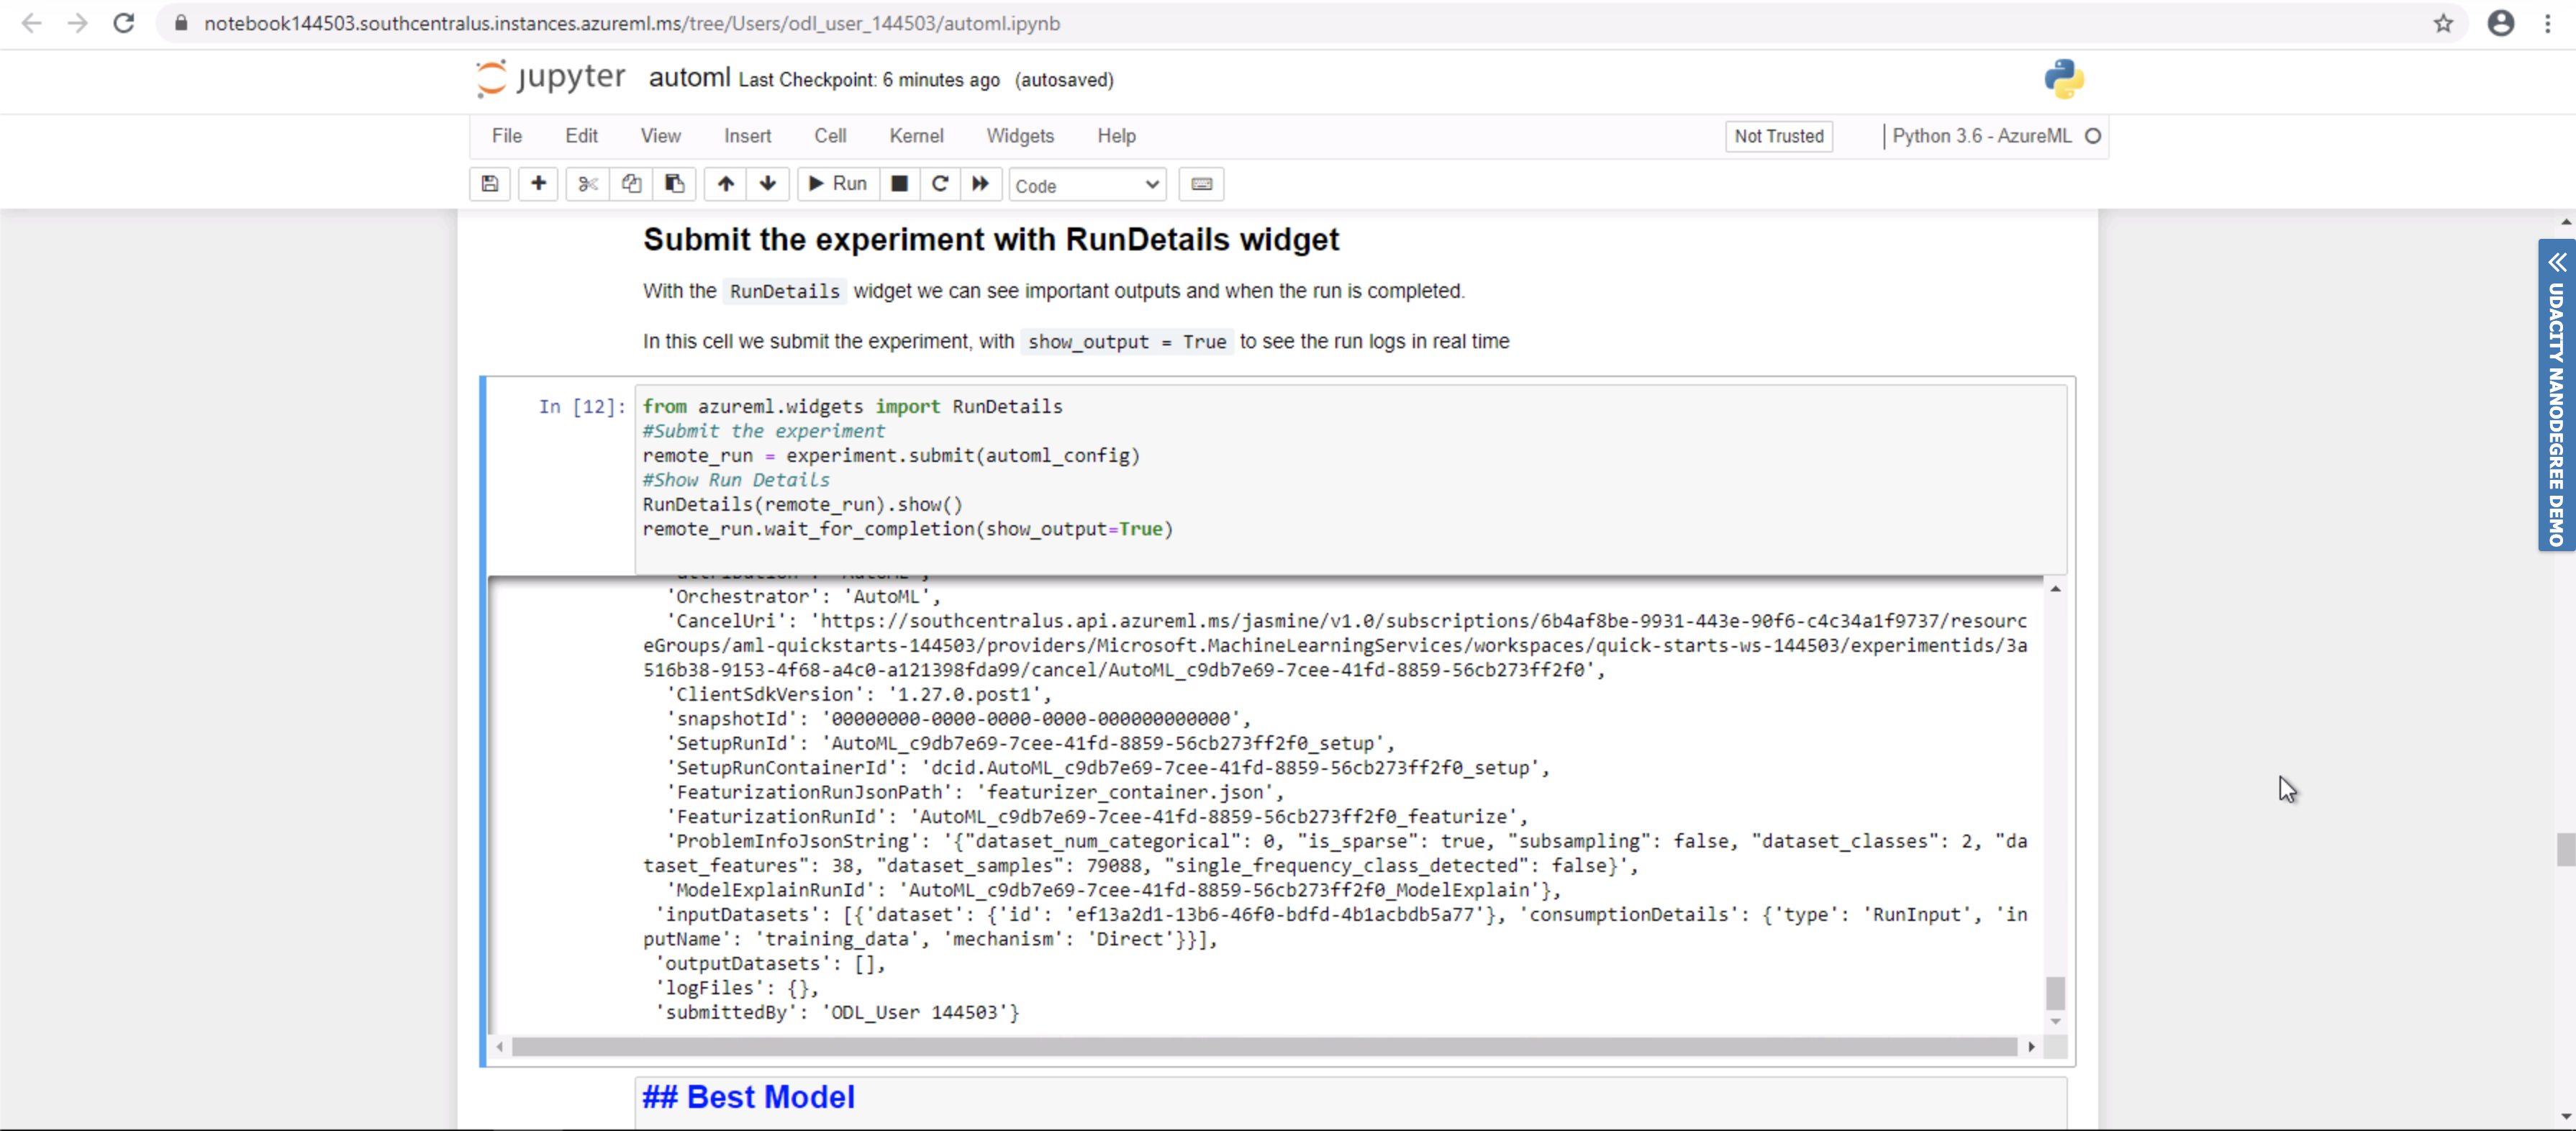 notebook144503.southcentralus.instances.azureml.ms/tree/Users/odl_user_144503/automl.ipynb
jupyter automl Last Checkpoint: 6 minutes ago (autosaved)
File Edit View Insert Cell Kernel Widgets Help Not Trusted Python 3.6 - AzureML
Run Code
Submit the experiment with RunDetails widget
With the RunDetails widget we can see important outputs and when the run is completed.
In this cell we submit the experiment, with show_output = True to see the run logs in real time
In [12]: from azureml.widgets import RunDetails
#Submit the experiment
remote_run = experiment.submit(automl_config)
#Show Run Details
RunDetails(remote_run).show()
remote_run.wait_for_completion(show_output=True)
'Orchestrator': 'AutoML',
'CancelUri': 'https://southcentralus.api.azureml.ms/jasmine/v1.0/subscriptions/6b4af8be-9931-443e-90f6-c4c34a1f9737/resourc
eGroups/aml-quickstarts-144503/providers/Microsoft.MachineLearningServices/workspaces/quick-starts-ws-144503/experimentids/3a
516b38-9153-4f68-a4c0-a121398fda99/cancel/AutoML_c9db7e69-7cee-41fd-8859-56cb273ff2f0',
'ClientSdkVersion': '1.27.0.post1',
'snapshotId': '00000000-0000-0000-0000-000000000000',
'SetupRunId': 'AutoML_c9db7e69-7cee-41fd-8859-56cb273ff2f0_setup',
'SetupRunContainerId': 'dcid.AutoML_c9db7e69-7cee-41fd-8859-56cb273ff2f0_setup',
'FeaturizationRunJsonPath': 'featurizer_container.json',
'FeaturizationRunId': 'AutoML_c9db7e69-7cee-41fd-8859-56cb273ff2f0_featurize',
'ProblemInfoJsonString': '{"dataset_num_categorical": 0, "is_sparse": true, "subsampling": false, "dataset_classes": 2, "da
taset_features": 38, "dataset_samples": 79088, "single_frequency_class_detected": false}',
'ModelExplainRunId': 'AutoML_c9db7e69-7cee-41fd-8859-56cb273ff2f0_ModelExplain'},
'inputDatasets': [{'dataset': {'id': 'ef13a2d1-13b6-46f0-bdfd-4b1acbdb5a77'}, 'consumptionDetails': {'type': 'RunInput', 'in
putName': 'training_data', 'mechanism': 'Direct'}}],
'outputDatasets': [],
'logFiles': {},
'submittedBy': 'ODL_User 144503'}
## Best Model
UDACITY NANODEGREE DEMO